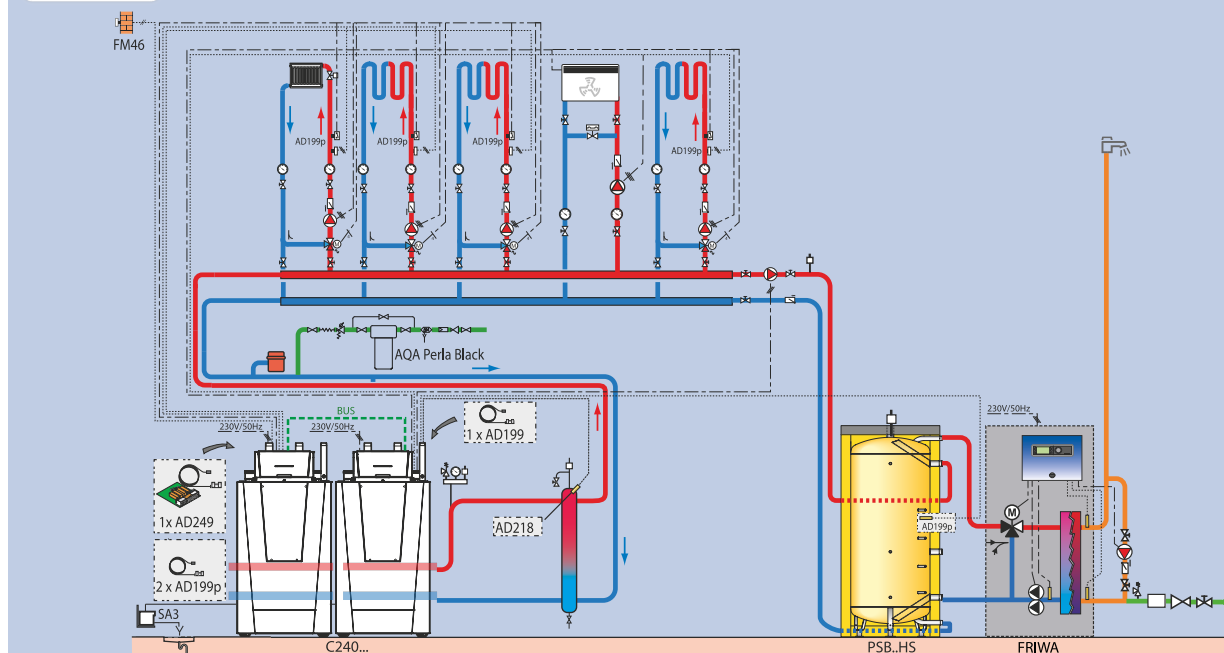 FM46
AD199p
AD199p
AD199p
AD199p
M
M
M
M
AQA Perla Black
BUS
230V/50Hz
230V/50Hz
1 x AD199
230V/50Hz
1x AD249
AD218
AD199p
M
2 x AD199p
SA3
C240...
PSB..HS
FRIWA